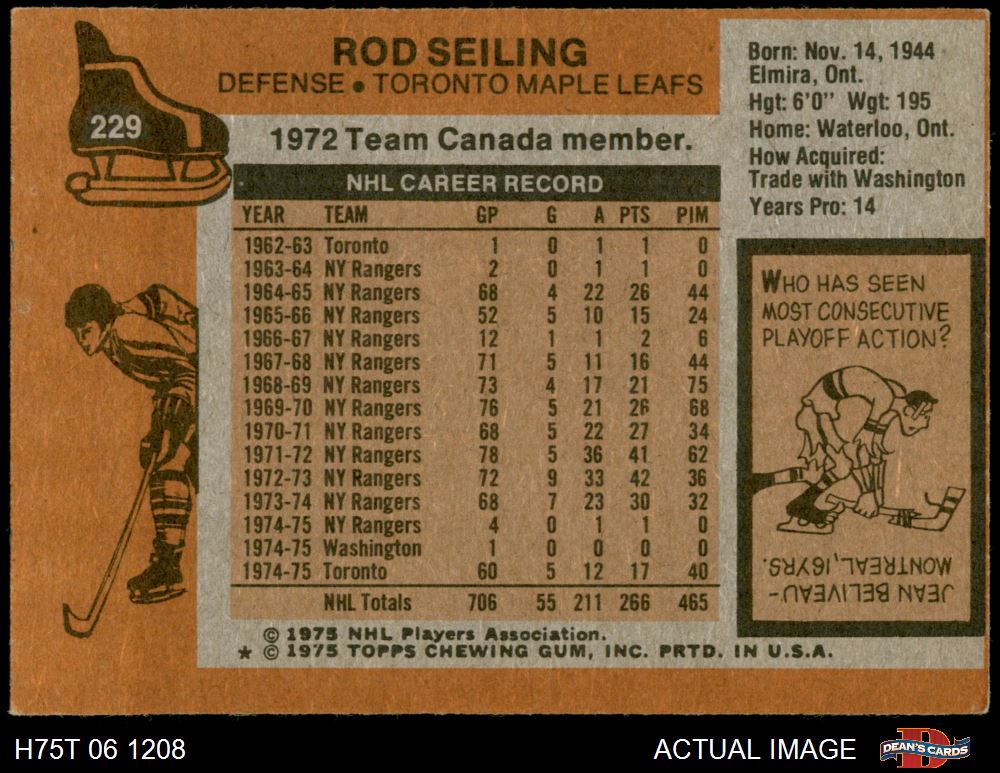 229
ROD SEILING
DEFENSE • TORONTO MAPLE LEAFS
1972 Team Canada member.
NHL CAREER RECORD
YEAR TEAM GP G A PTS PIM
1962-63 Toronto 1 0 1 1 0
1963-64 NY Rangers 2 0 1 1 0
1964-65 NY Rangers 68 4 22 26 44
1965-66 NY Rangers 52 5 10 15 24
1966-67 NY Rangers 12 1 1 2 6
1967-68 NY Rangers 71 5 11 16 44
1968-69 NY Rangers 73 4 17 21 75
1969-70 NY Rangers 76 5 21 26 68
1970-71 NY Rangers 68 5 22 27 34
1971-72 NY Rangers 78 5 36 41 62
1972-73 NY Rangers 72 9 33 42 36
1973-74 NY Rangers 68 7 23 30 32
1974-75 NY Rangers 4 0 1 1 0
1974-75 Washington 1 0 0 0 0
1974-75 Toronto 60 5 12 17 40
NHL Totals 706 55 211 266 465
© 1975 NHL Players Association.
* © 1975 TOPPS CHEWING GUM, INC. PRTD. IN U.S.A.
Born: Nov. 14, 1944
Elmira, Ont.
Hgt: 6'0" Wgt: 195
Home: Waterloo, Ont.
How Acquired:
Trade with Washington
Years Pro: 14
WHO HAS SEEN
MOST CONSECUTIVE
PLAYOFF ACTION?
JEAN BELIVEAU-
MONTREAL, 16YRS.
H75T 06 1208
ACTUAL IMAGE
DEAN'S CARDS